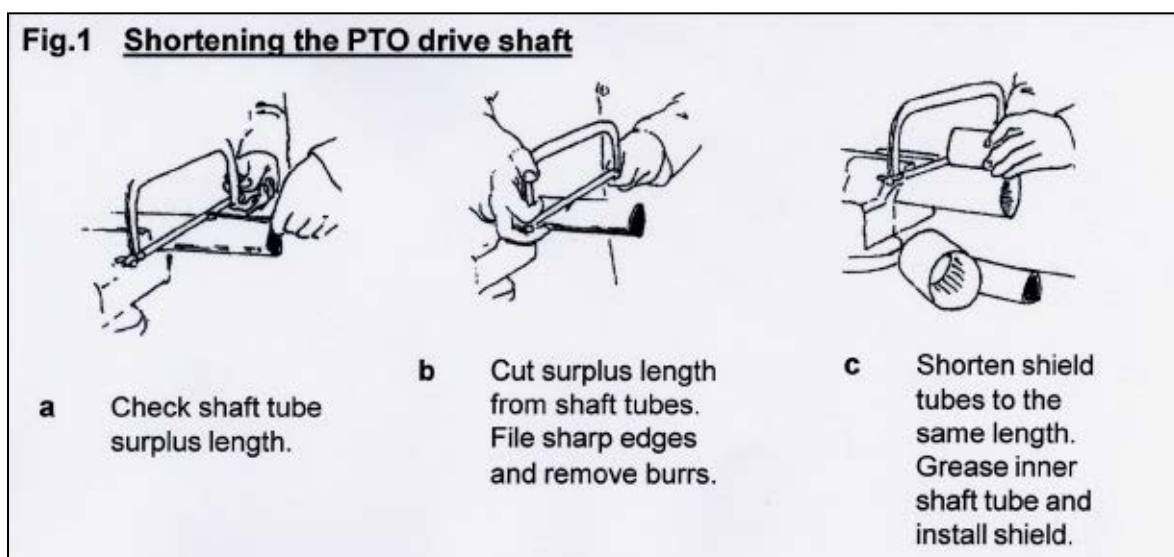 Fig.1 Shortening the PTO drive shaft
a Check shaft tube
surplus length.
b Cut surplus length
from shaft tubes.
File sharp edges
and remove burrs.
c Shorten shield
tubes to the
same length.
Grease inner
shaft tube and
install shield.